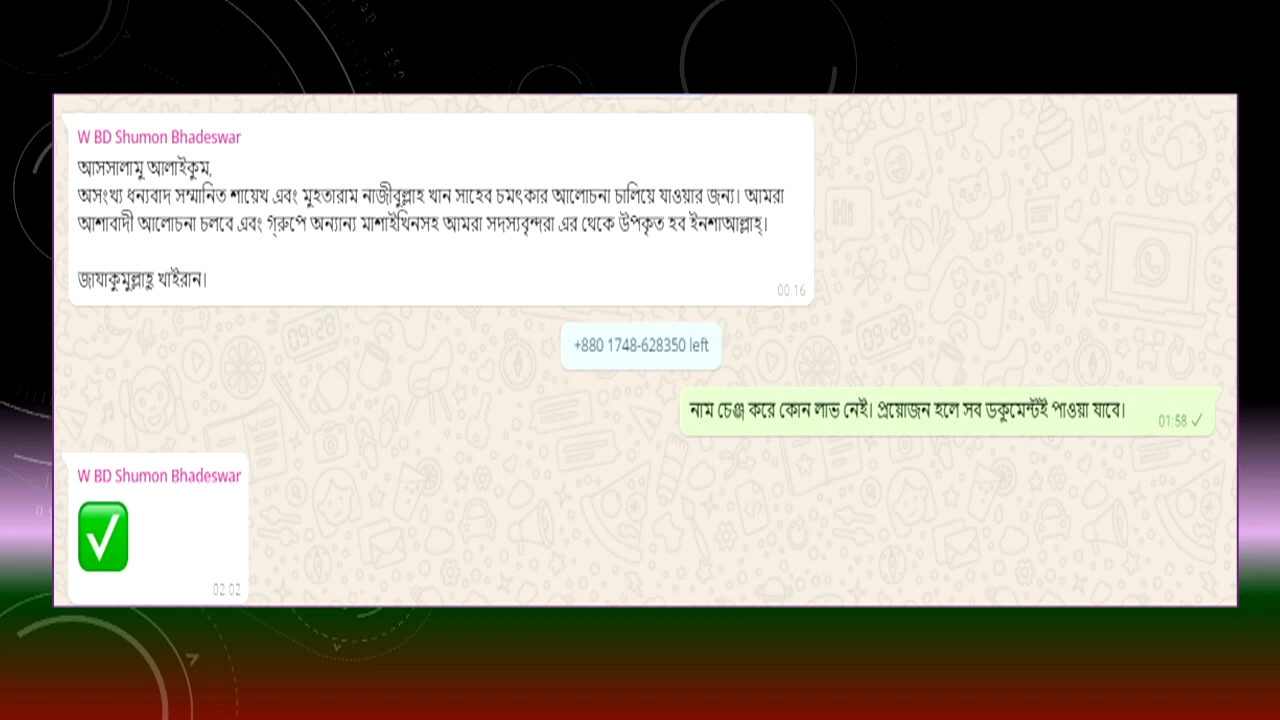 W BD Shumon Bhadeswar
আসসালামু আলাইকুম,
অসংখ্য ধন্যবাদ সম্মানিত শায়েখ এবং মুহতারাম নাজীবুল্লাহ খান সাহেব চমৎকার আলোচনা চালিয়ে যাওয়ার জন্য। আমরা
আশাবাদী আলোচনা চলবে এবং গ্রুপে অন্যান্য মাশাইখিনসহ আমরা সদস্যবৃন্দরা এর থেকে উপকৃত হব ইনশাআল্লাহ্।
জাযাকুমুল্লাহু খাইরান।
00:16
+880 1748-628350 left
নাম চেঞ্জ করে কোন লাভ নেই। প্রয়োজন হলে সব ডকুমেন্টই পাওয়া যাবে।
01:58
W BD Shumon Bhadeswar
02:02